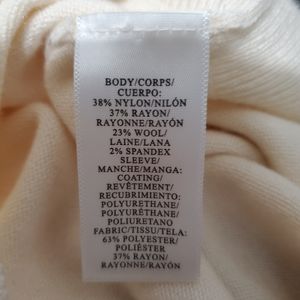 BODY/CORPS/
CUERPO:
38% NYLON/NILÓN
37% RAYON/
RAYONNE/RAYÓN
23% WOOL/
LAINE/LANA
2% SPANDEX
SLEEVE/
MANCHE/MANGA:
COATING/
REVÊTEMENT/
RECUBRIMIENTO:
POLYURETHANE/
POLYURÉTHANE/
POLIURETANO
FABRIC/TISSU/TELA:
63% POLYESTER/
POLIÉSTER
37% RAYON/
RAYONNE/RAYÓN